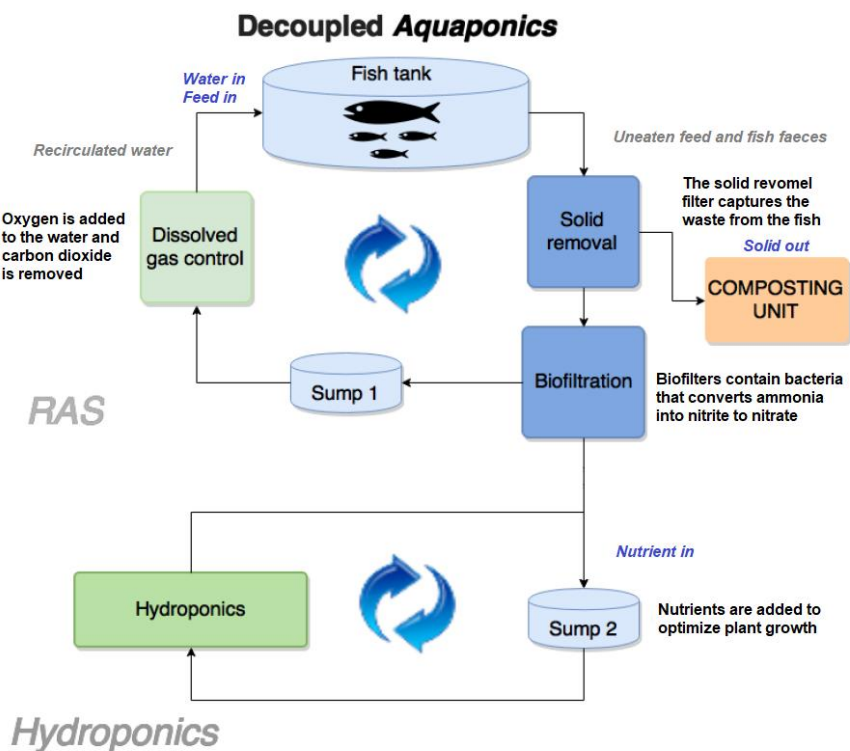 Decoupled Aquaponics
Water in
Feed in
Fish tank
Recirculated water
Uneaten feed and fish faeces
Oxygen is added
to the water and
carbon dioxide
is removed
Dissolved
gas control
Solid
removal
The solid revomel
filter captures the
waste from the fish
Solid out
COMPOSTING
UNIT
Sump 1
Biofiltration
Biofilters contain bacteria
that converts ammonia
into nitrite to nitrate
RAS
Nutrient in
Hydroponics
Sump 2
Nutrients are added to
optimize plant growth
Hydroponics